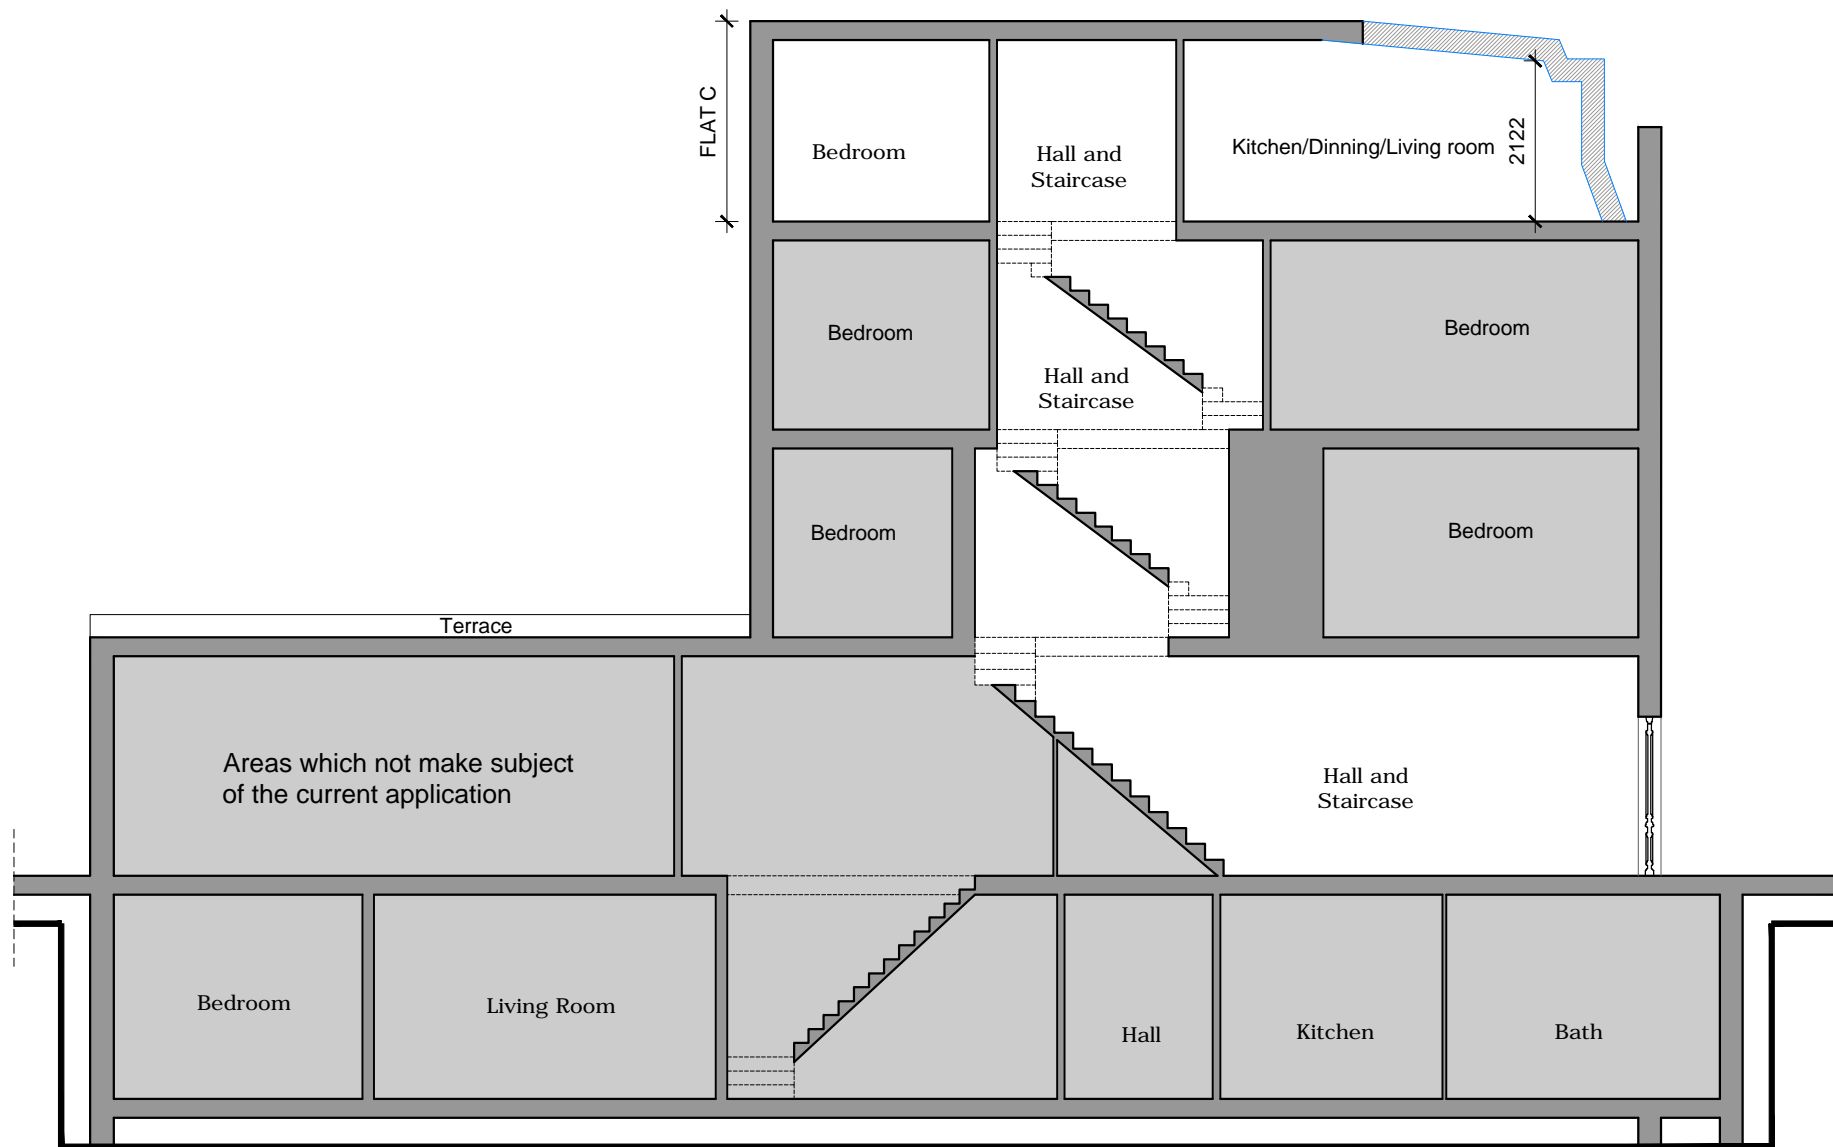 FLAT C
Bedroom
Hall and
Staircase
Kitchen/Dinning/Living room
2122
Bedroom
Hall and
Staircase
Bedroom
Bedroom
Bedroom
Terrace
Areas which not make subject
of the current application
Hall and
Staircase
Bedroom
Living Room
Hall
Kitchen
Bath